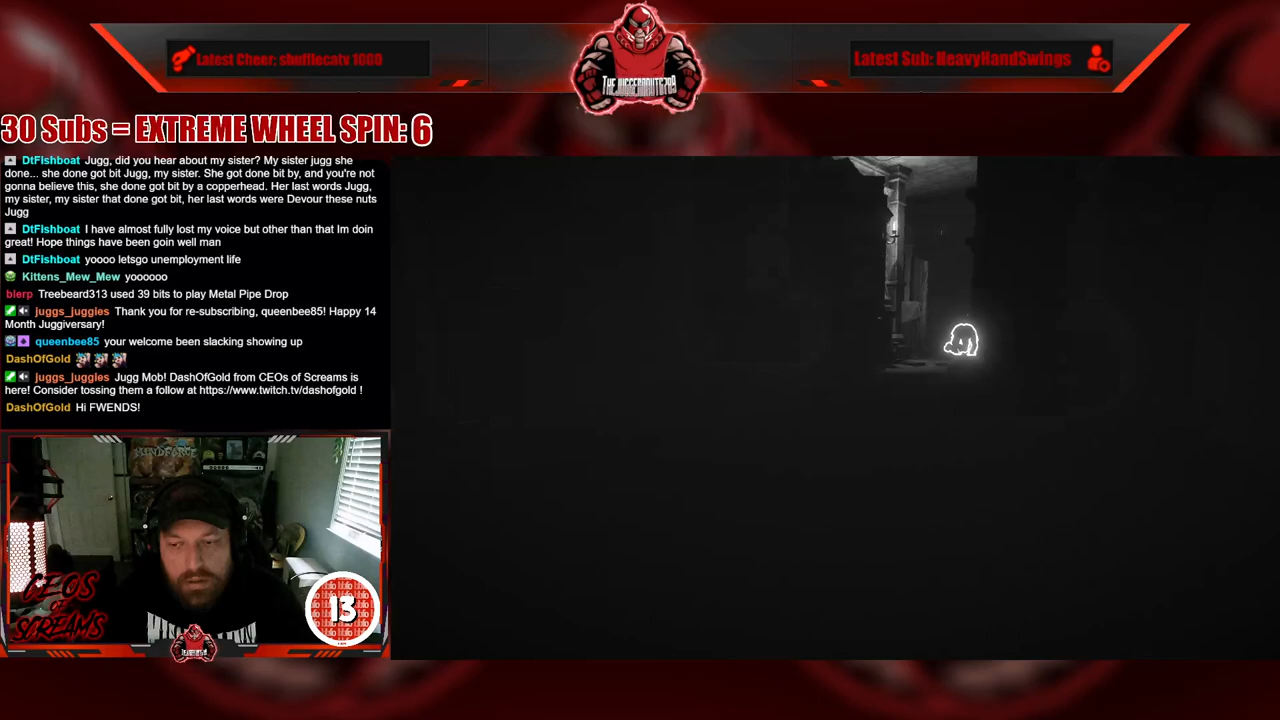 Latest Cheer: shufflecatv 1000
THEJUGGERNAUT6789
Latest Sub: HeavyHandSwings
30 Subs = EXTREME WHEEL SPIN: 6
DtFIshboat Jugg, did you hear about my sister? My sister jugg she
done... she done got bit Jugg, my sister. She got done bit by, and you're not
gonna believe this, she done got bit by a copperhead. Her last words Jugg,
my sister, my sister that done got bit, her last words were Devour these nuts
Jugg
DtFIshboat I have almost fully lost my voice but other than that Im doin
great! Hope things have been goin well man
DtFIshboat yoooo letsgo unemployment life
Kittens_Mew_Mew yoooooo
blerp Treebeard313 used 39 bits to play Metal Pipe Drop
juggs_juggies Thank you for re-subscribing, queenbee85! Happy 14
Month Juggiversary!
queenbee85 your welcome been slacking showing up
DashOfGold
juggs_juggies Jugg Mob! DashOfGold from CEOs of Screams is
here! Consider tossing them a follow at https://www.twitch.tv/dashofgold !
DashOfGold Hi FWENDS!
MINDFORCE
CEOS
OF
SCREAMS
13